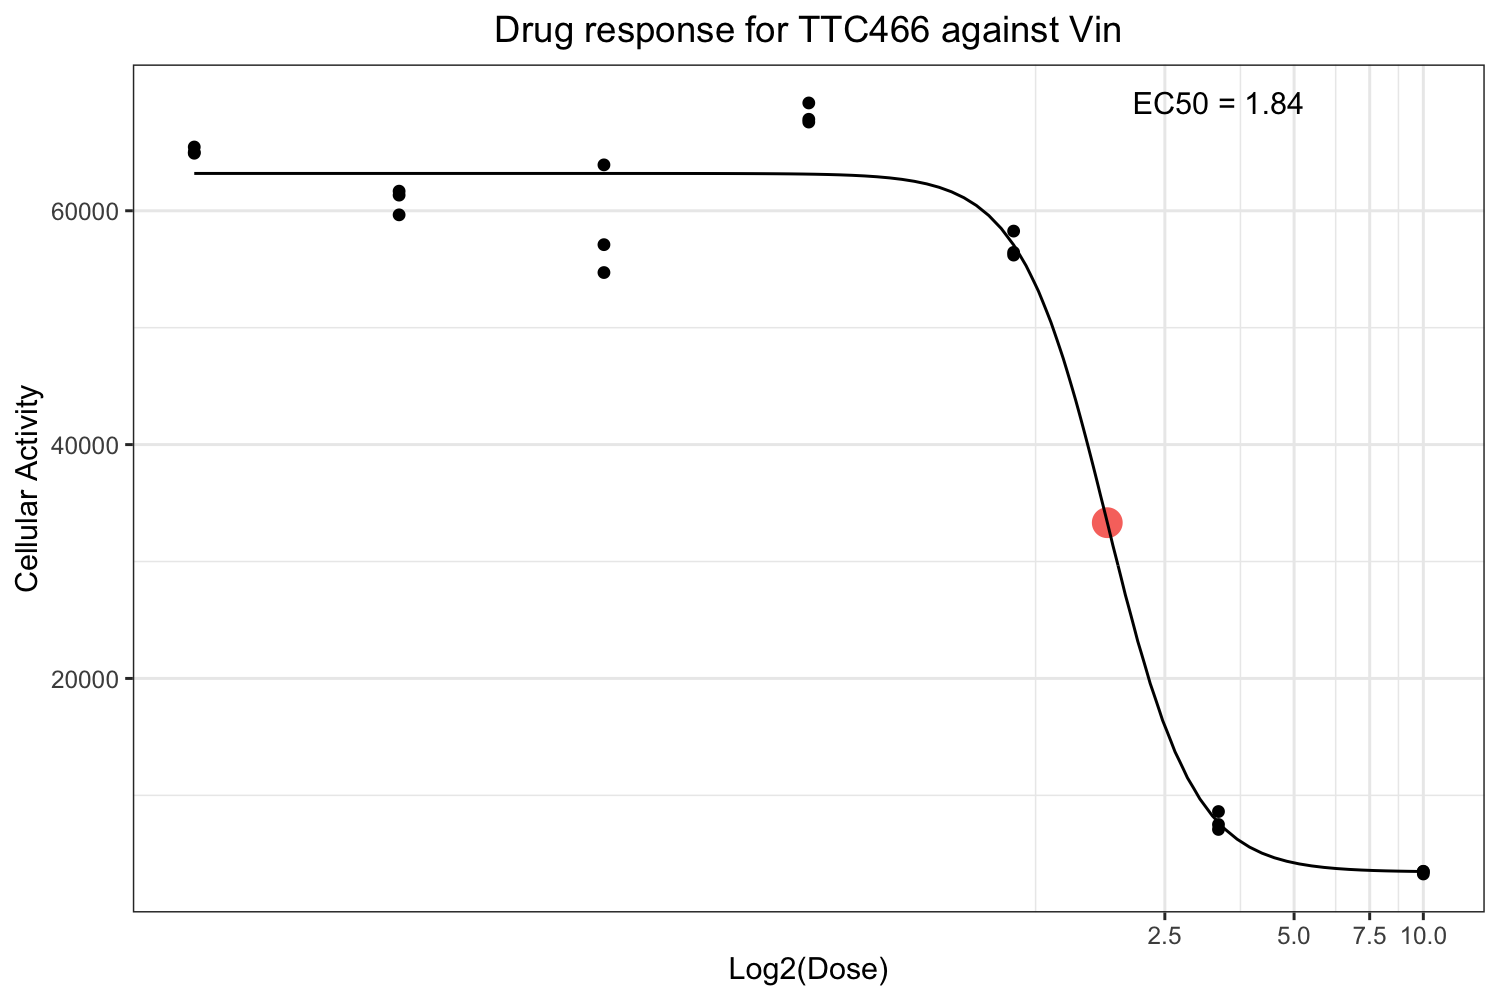 Drug response for TTC466 against Vin
EC50 = 1.84
Cellular Activity
60000
40000
20000
2.5 5.0 7.5 10.0
Log2(Dose)